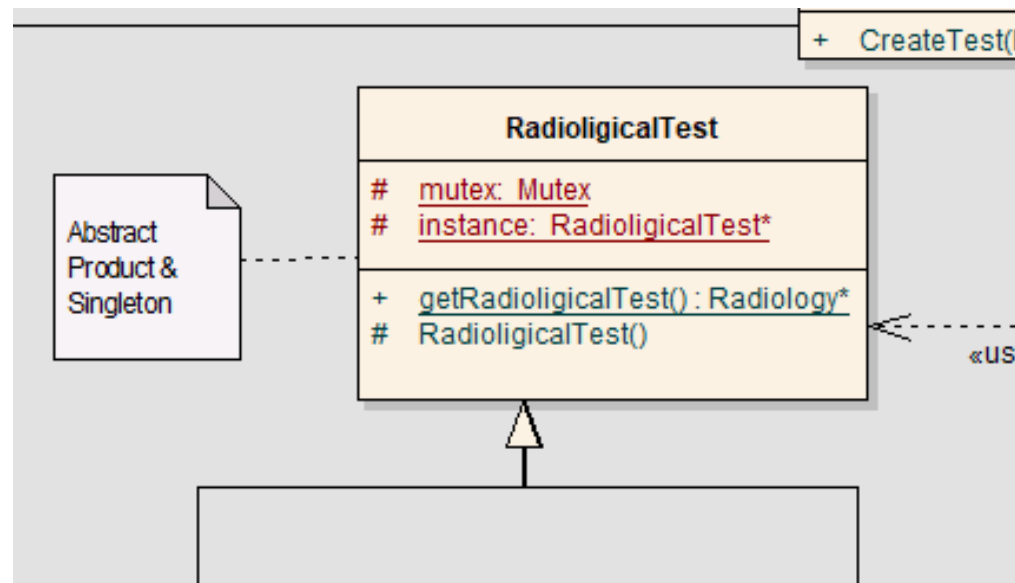 + CreateTest(
RadioligicalTest
# mutex: Mutex
# instance: RadioligicalTest*
Abstract
Product &
Singleton
+ getRadioligicalTest() : Radiology*
# RadioligicalTest()
«us